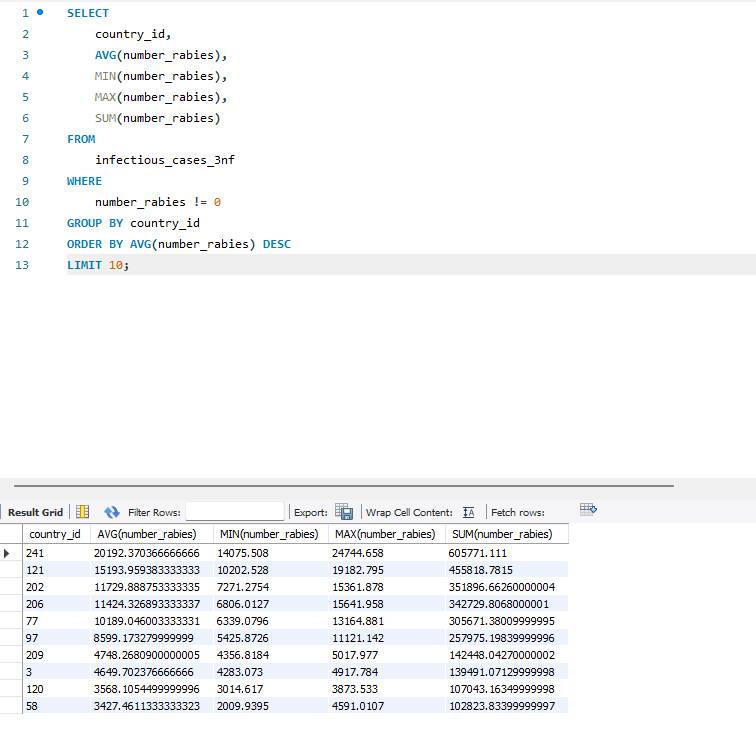 1 SELECT
2 country_id,
3 AVG(number_rabies),
4 MIN(number_rabies),
5 MAX(number_rabies),
6 SUM(number_rabies)
7 FROM
8 infectious_cases_3nf
9 WHERE
10 number_rabies != 0
11 GROUP BY country_id
12 ORDER BY AVG(number_rabies) DESC
13 LIMIT 10;
Result Grid Filter Rows: Export: Wrap Cell Content: IA Fetch rows:
country_id AVG(number_rabies) MIN(number_rabies) MAX(number_rabies) SUM(number_rabies)
241 20192.370366666666 14075.508 24744.658 605771.111
121 15193.959383333333 10202.528 19182.795 455818.7815
202 11729.888753333335 7271.2754 15361.878 351896.66260000004
206 11424.326893333337 6806.0127 15641.958 342729.8068000001
77 10189.046003333331 6339.0796 13164.881 305671.38009999995
97 8599.173279999999 5425.8726 11121.142 257975.19839999996
209 4748.2680900000005 4356.8184 5017.977 142448.04270000002
3 4649.702376666666 4283.073 4917.784 139491.07129999998
120 3568.1054499999996 3014.617 3873.533 107043.16349999998
58 3427.4611333333323 2009.9395 4591.0107 102823.83399999997